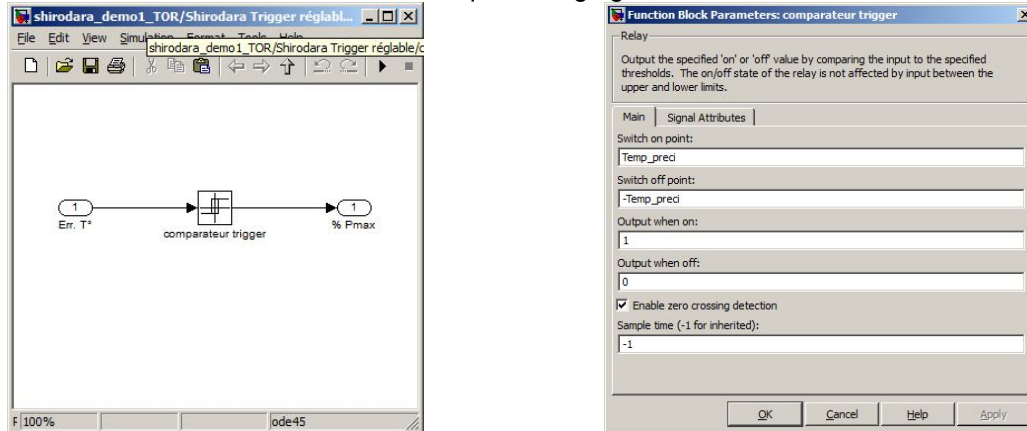 shirodara_demo1_TOR/Shirodara Trigger réglabl...
File Edit View Simulation Format Tools Help
shirodara_demo1_TOR/Shirodara Trigger réglable/c
1
Err. T°
comparateur trigger
1
% Pmax
F 100%
ode45
Function Block Parameters: comparateur trigger
Relay
Output the specified 'on' or 'off' value by comparing the input to the specified
thresholds. The on/off state of the relay is not affected by input between the
upper and lower limits.
Main Signal Attributes
Switch on point:
Temp_preci
Switch off point:
-Temp_preci
Output when on:
1
Output when off:
0
Enable zero crossing detection
Sample time (-1 for inherited):
-1
OK Cancel Help Apply